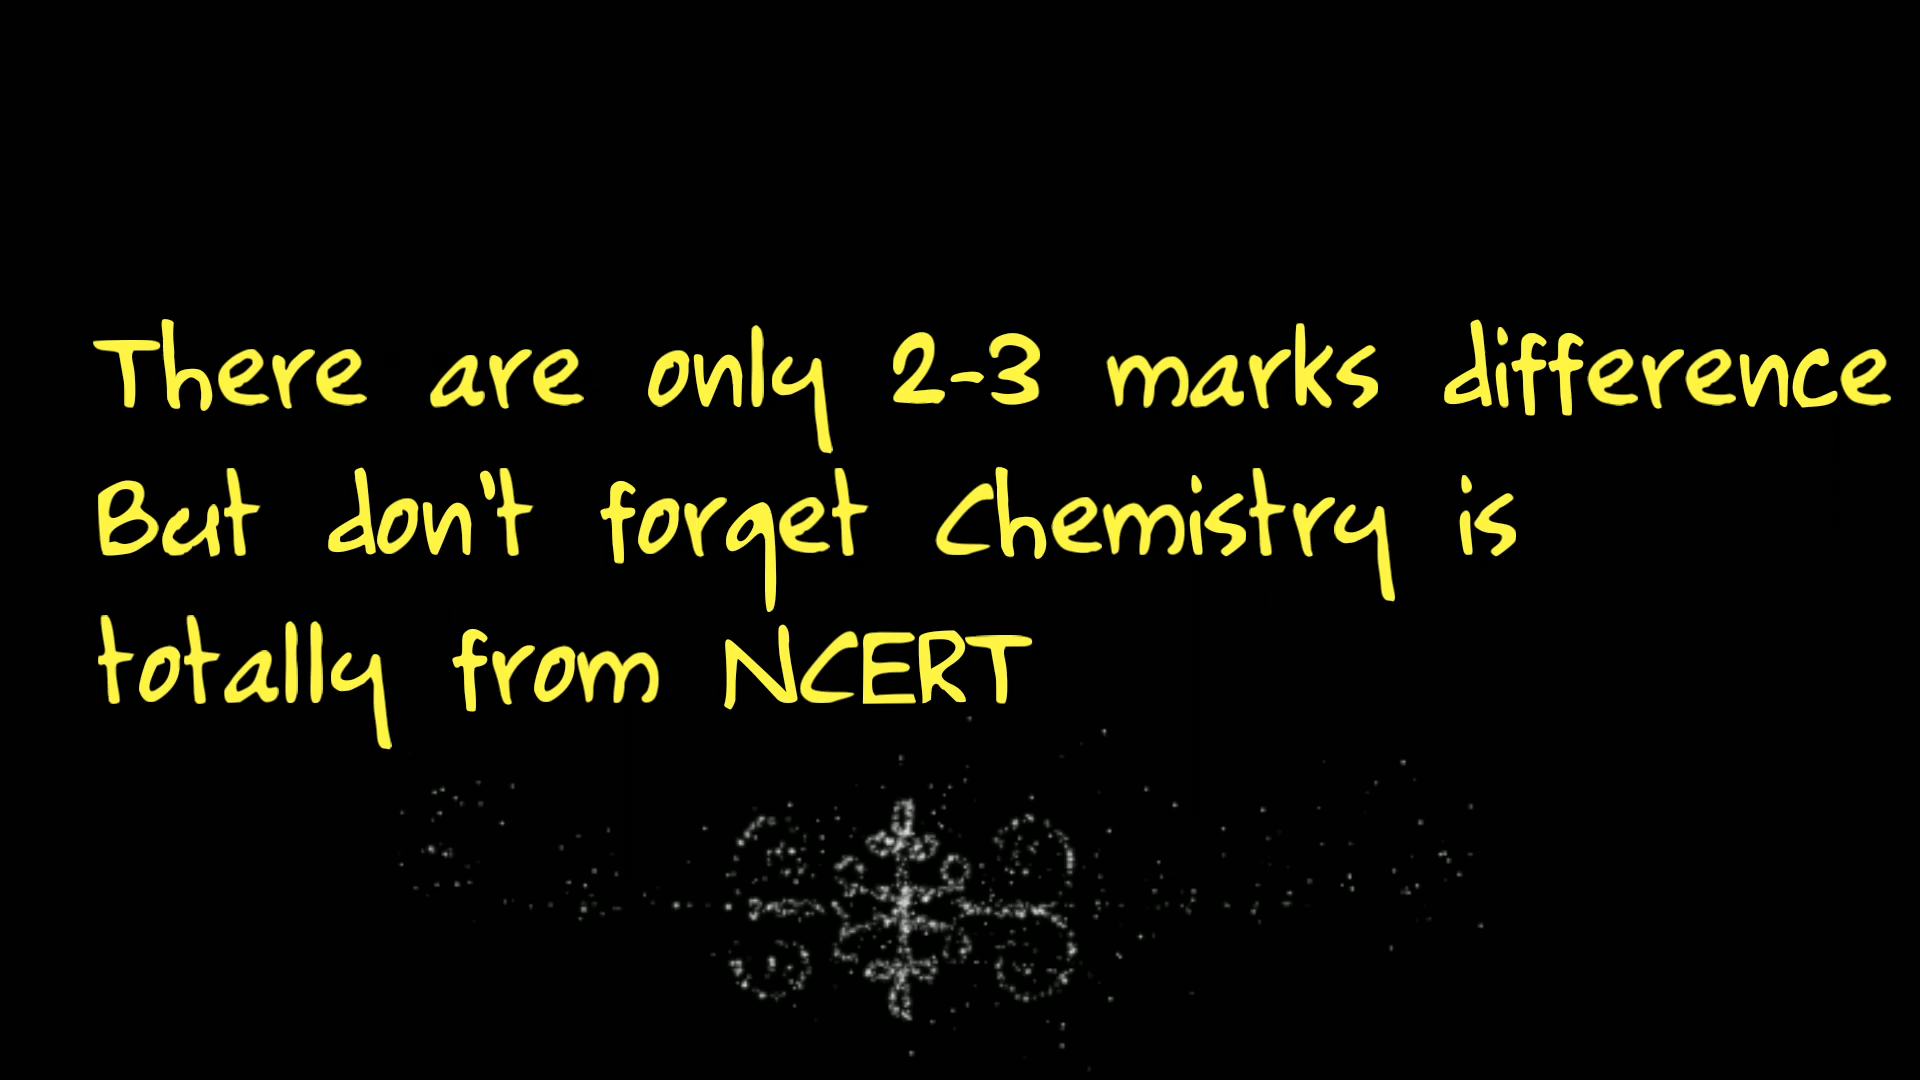 There are only 2-3 marks difference
But don't forget Chemistry is
totally from NCERT